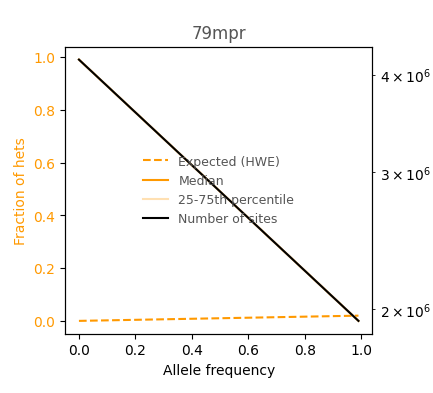 79mpr
Fraction of hets
1.0
0.8
0.6
0.4
0.2
0.0
4 × 10⁶
3 × 10⁶
2 × 10⁶
Expected (HWE)
Median
25-75th percentile
Number of sites
0.0 0.2 0.4 0.6 0.8 1.0
Allele frequency